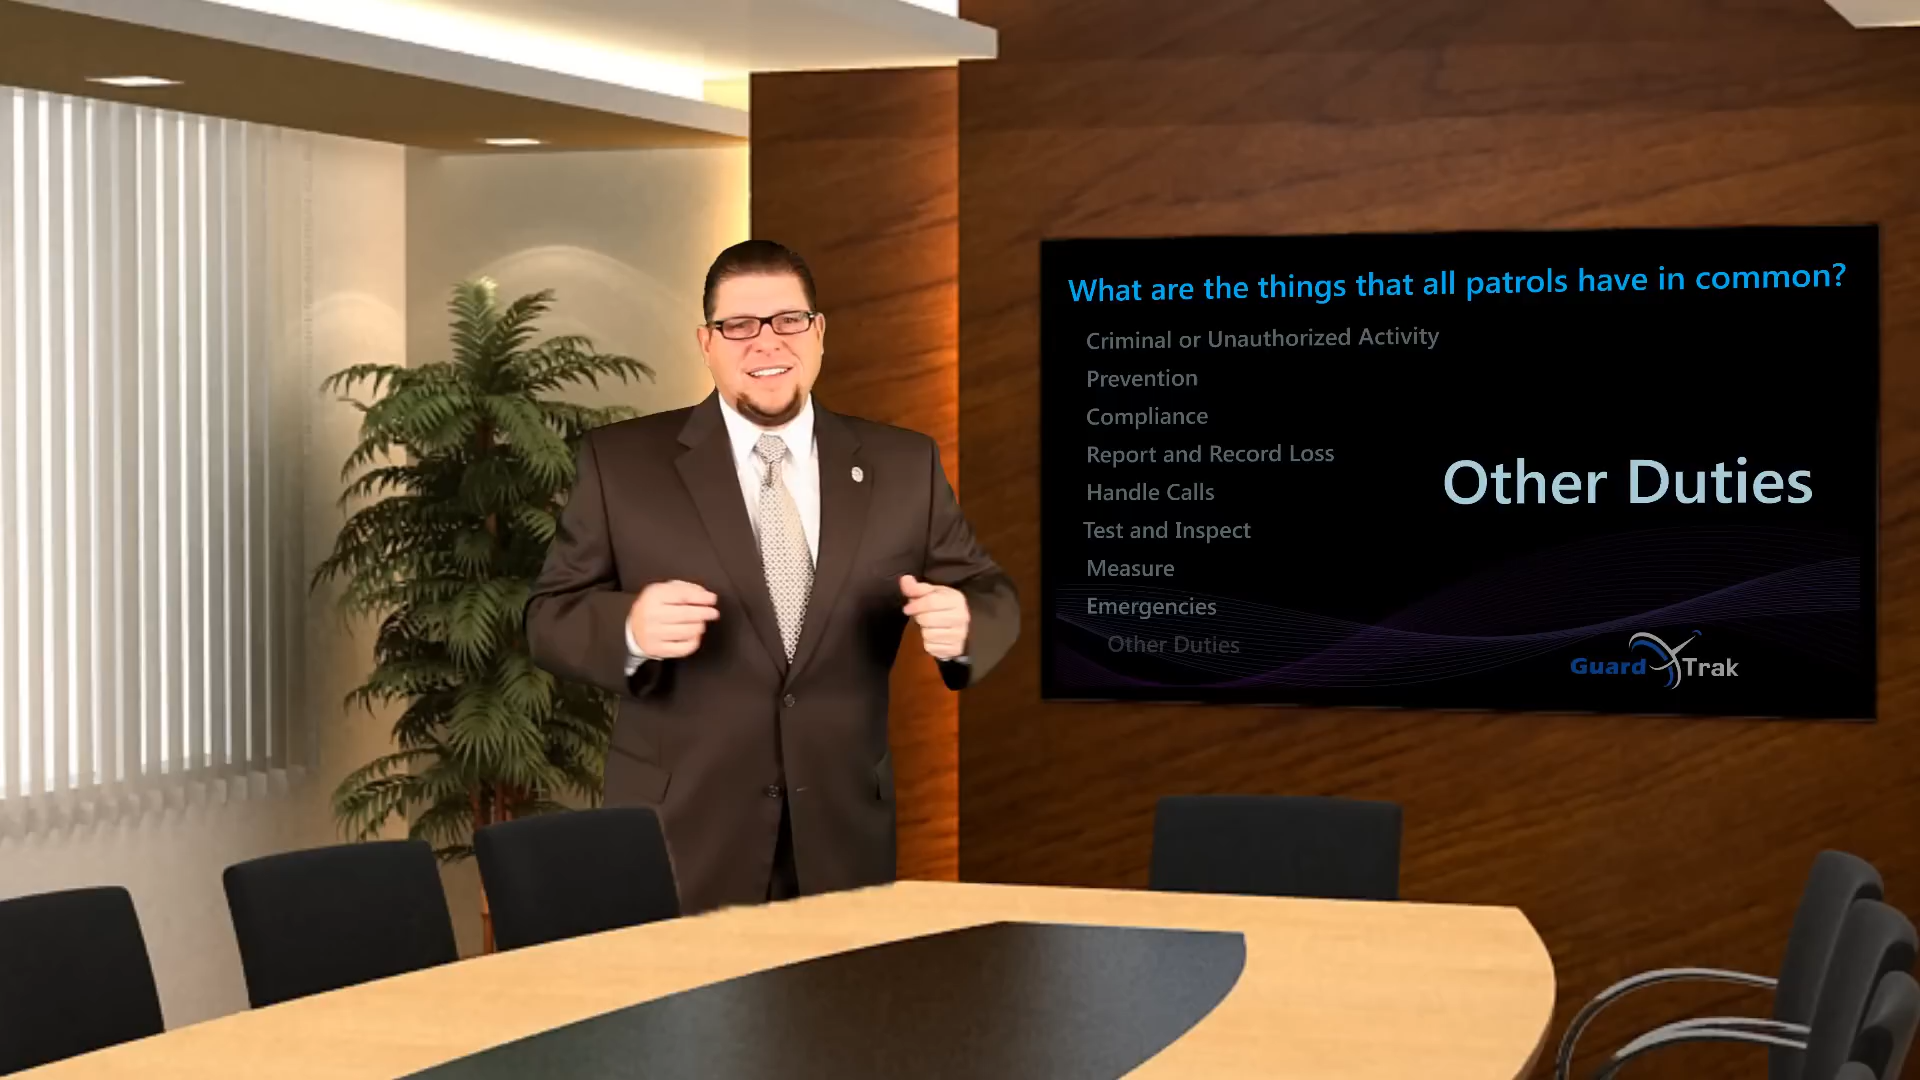 What are the things that all patrols have in common?
Criminal or Unauthorized Activity
Prevention
Compliance
Report and Record Loss
Handle Calls
Test and Inspect
Measure
Emergencies
Other Duties
Other Duties
Guard Trak